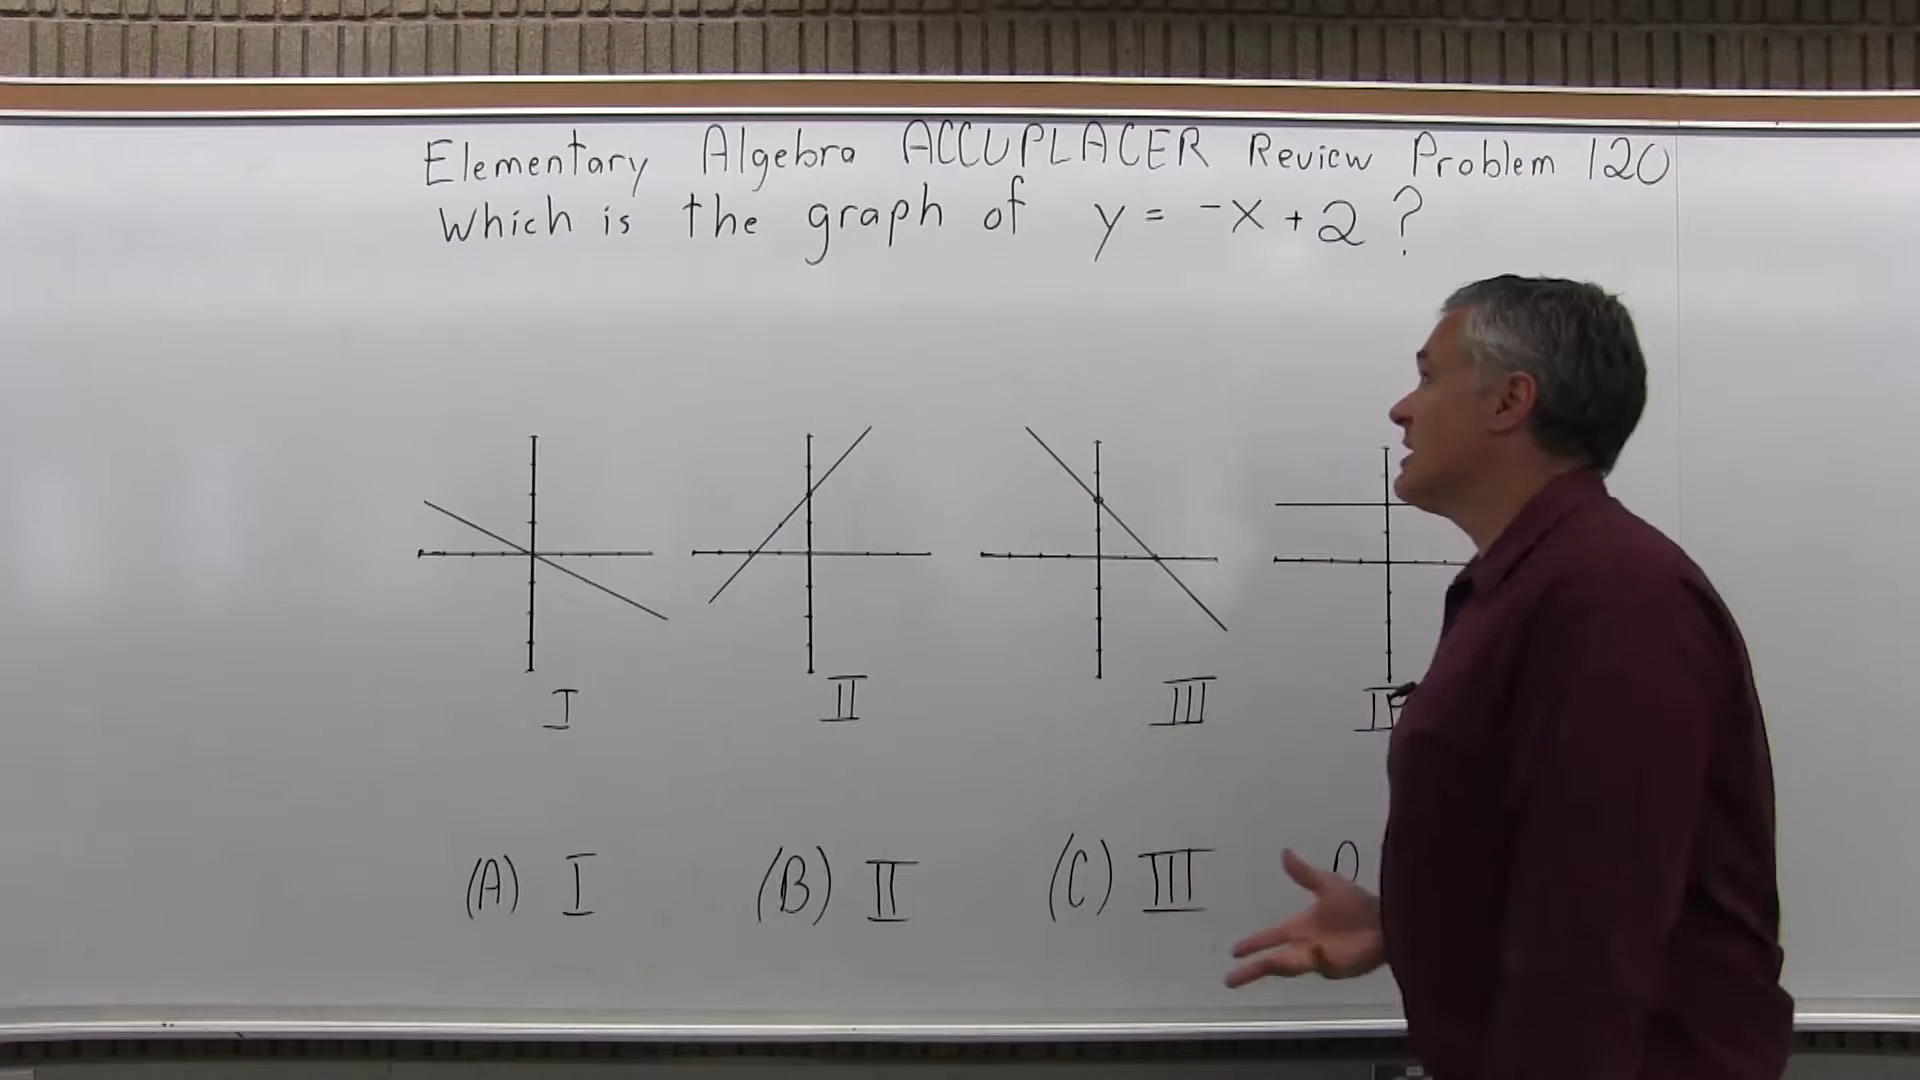 Elementary Algebra ACCUPLACER Review Problem 120
Which is the graph of y = -x + 2 ?
I II III
(A) I (B) II (C) III